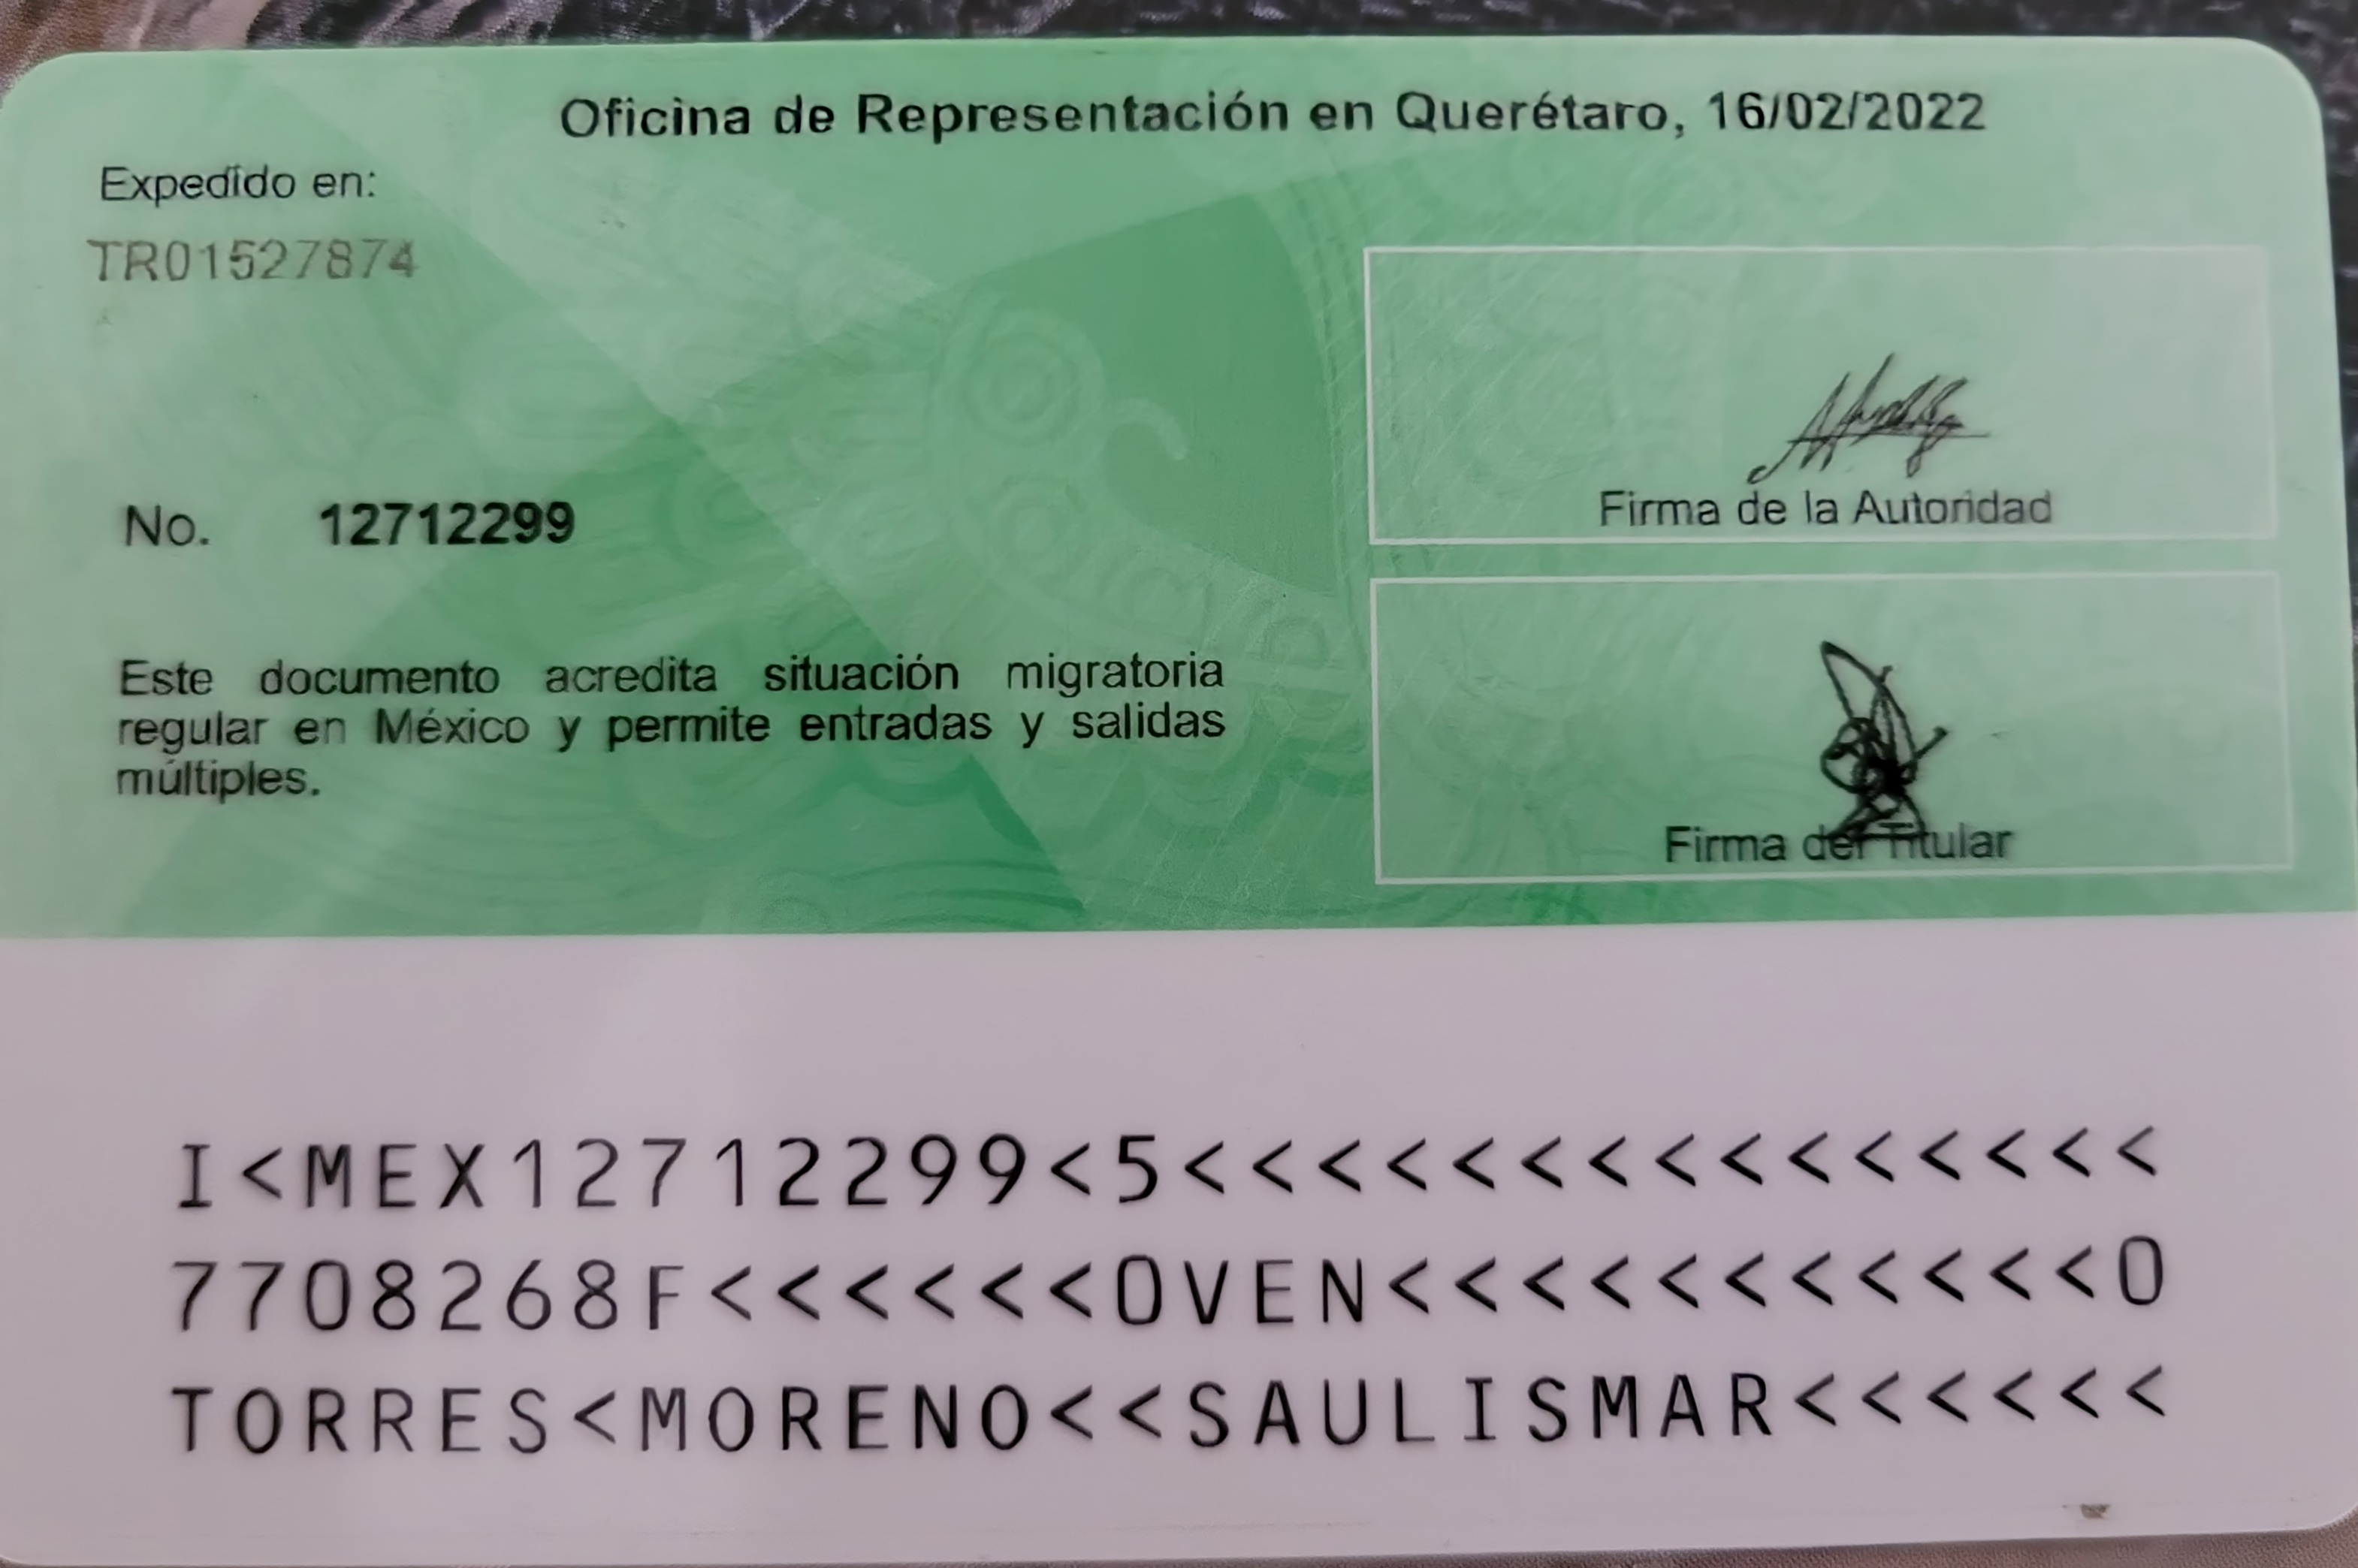 Oficina de Representación en Querétaro, 16/02/2022
Expedido en:
TR01527874
No. 12712299
Este documento acredita situación migratoria
regular en México y permite entradas y salidas
múltiples.
Firma de la Autoridad
Firma del Titular
I<MEX12712299<5<<<<<<<<<<<<<<<
7708268F<<<<<<OVEN<<<<<<<<<<<0
TORRES<MORENO<<SAULISMAR<<<<<<